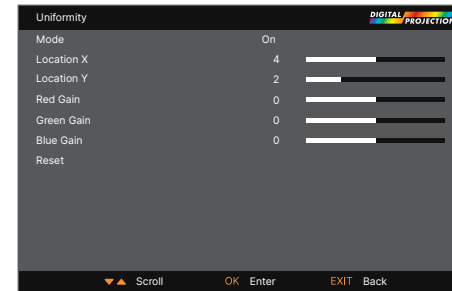 Uniformity
DIGITAL
PROJECTION
Mode On
Location X 4
Location Y 2
Red Gain 0
Green Gain 0
Blue Gain 0
Reset
Scroll OK Enter EXIT Back